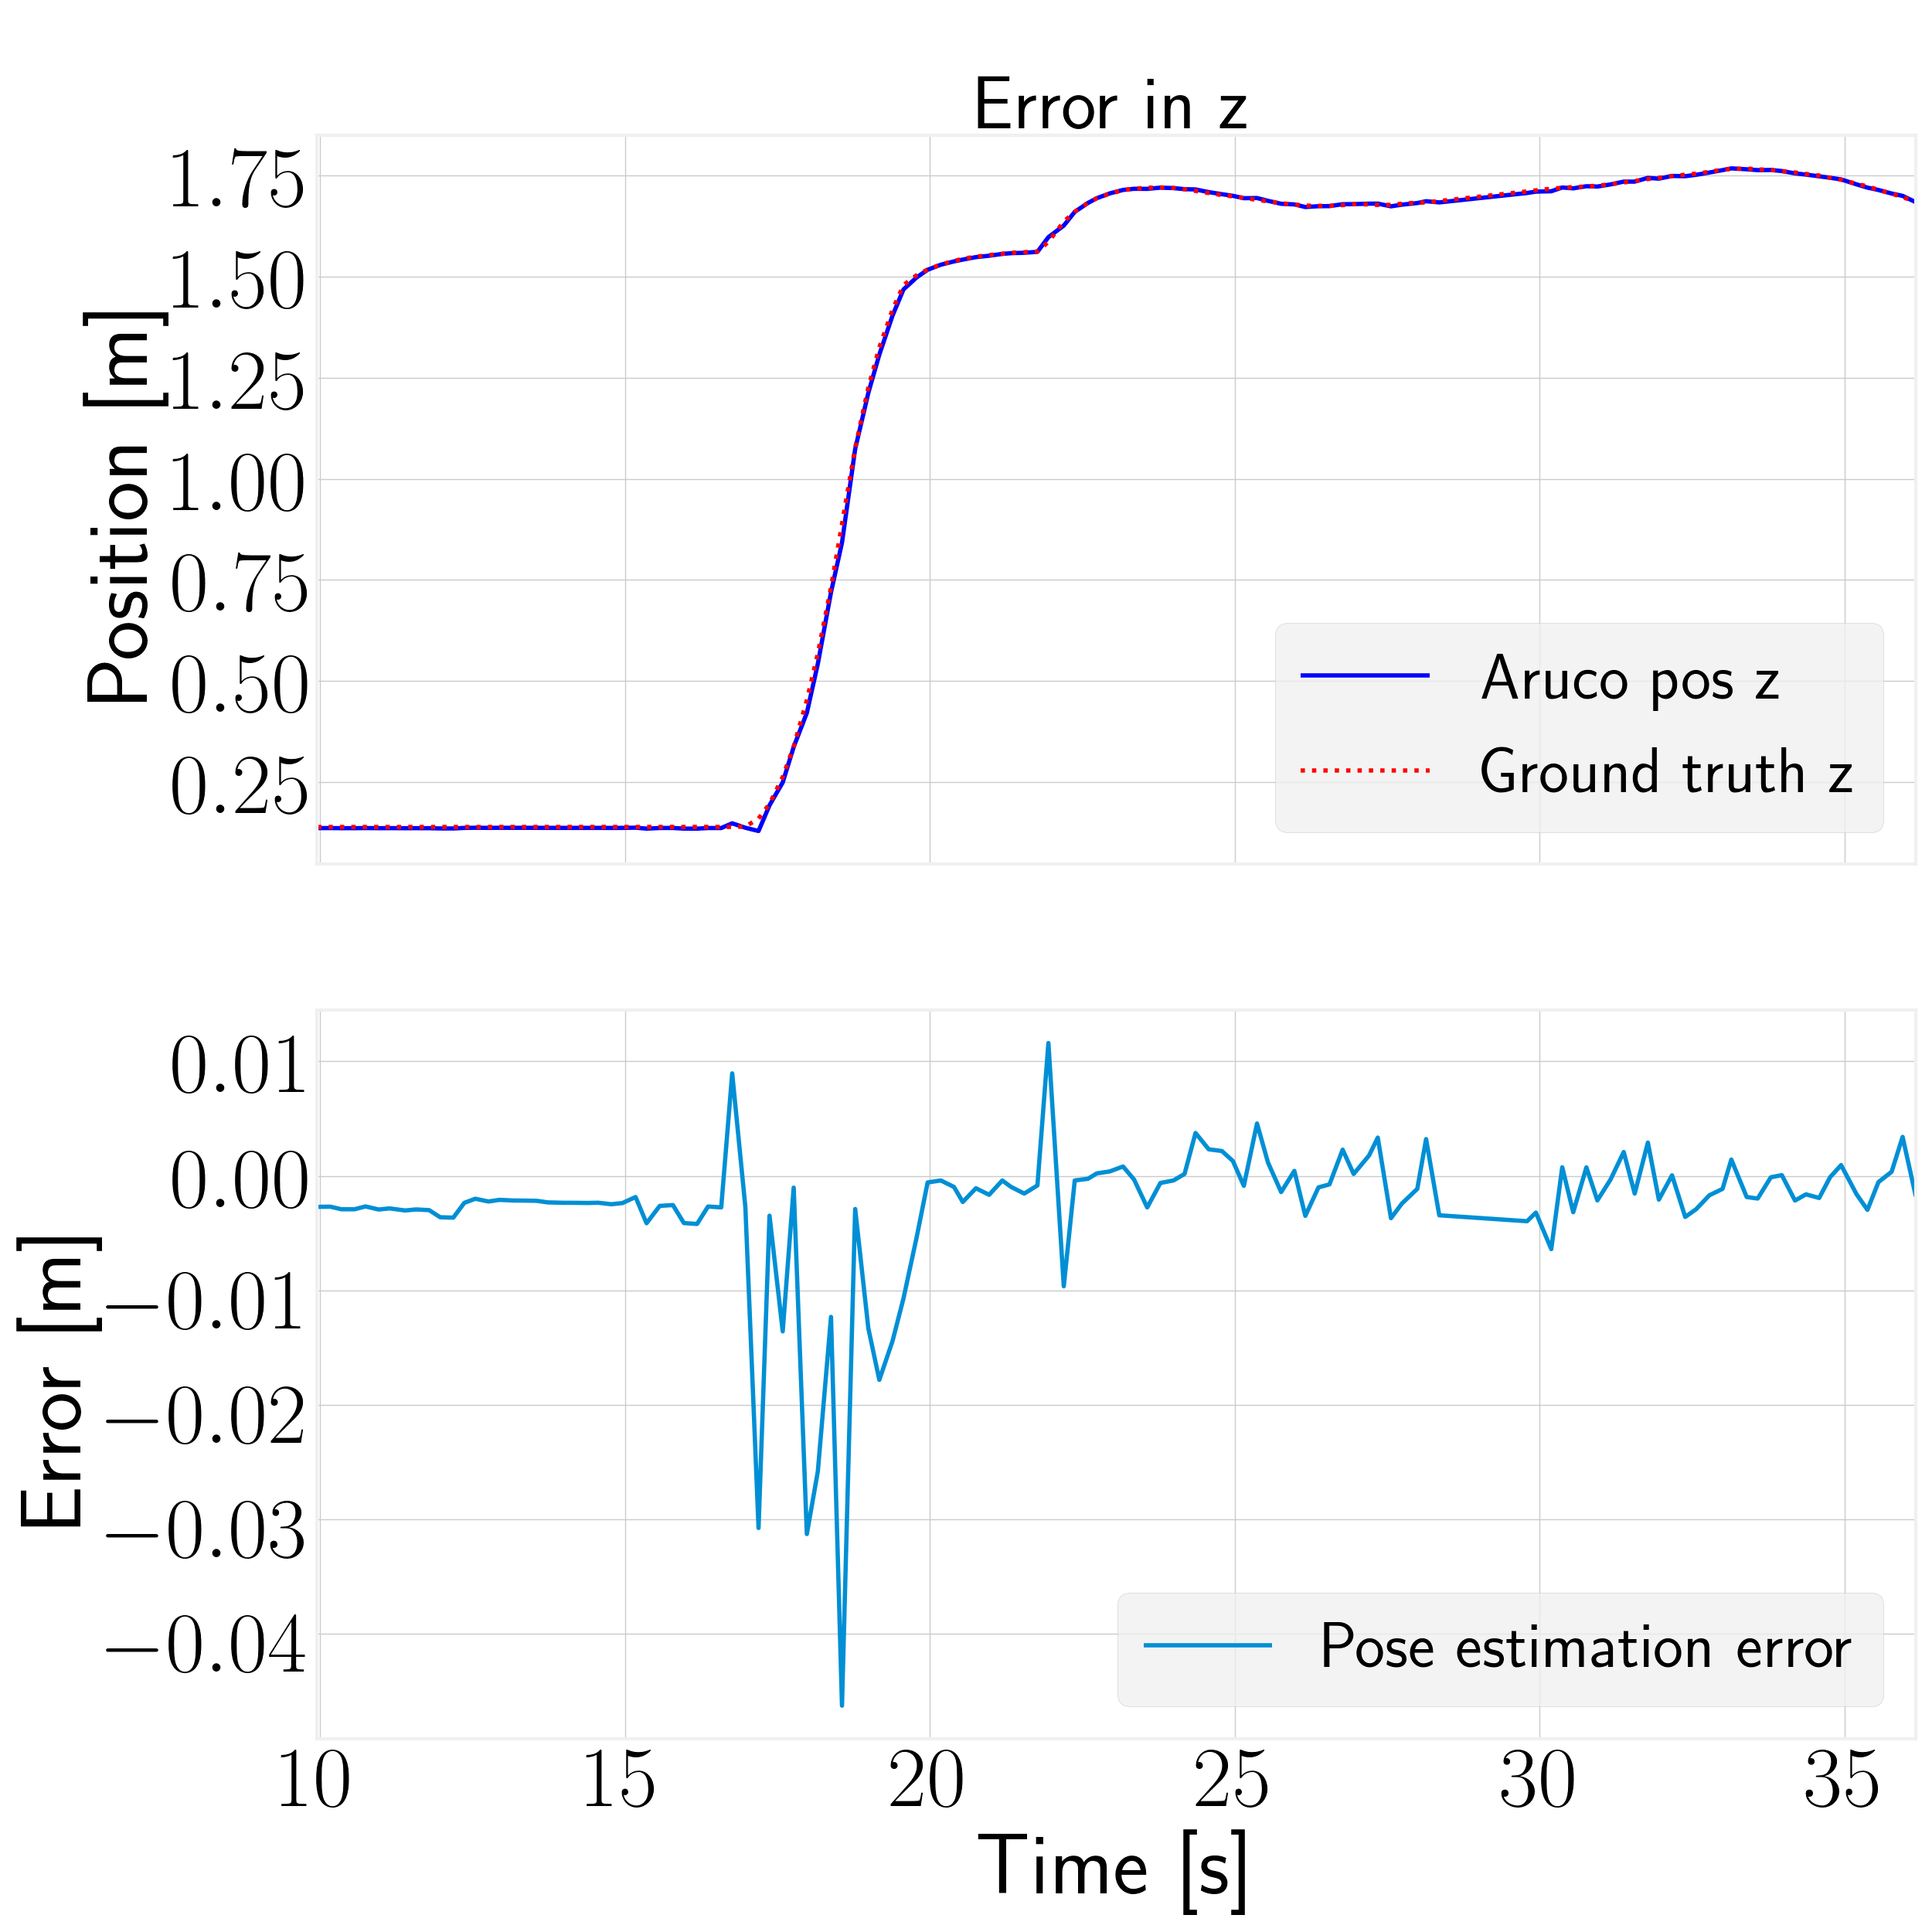 Error in z
Position [m]
1.75
1.50
1.25
1.00
0.75
0.50
0.25
Aruco pos z
Ground truth z
Error [m]
0.01
0.00
−0.01
−0.02
−0.03
−0.04
Pose estimation error
10 15 20 25 30 35
Time [s]